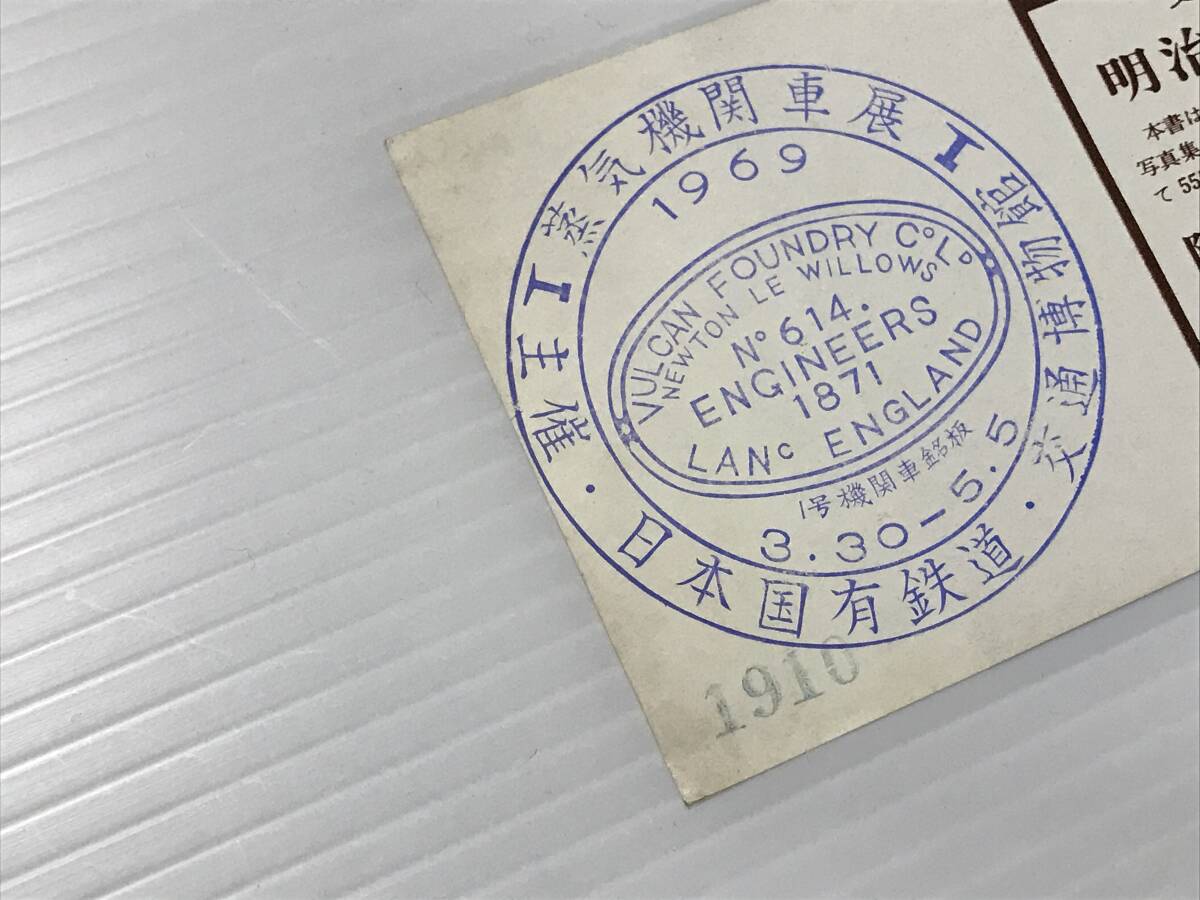 I 蒸気機関車展 I
1969
VULCAN FOUNDRY Cº Lᴰ
NEWTON LE WILLOWS
Nº 614.
ENGINEERS
1871
LANᶜ ENGLAND
1号機関車銘板
3.30-5.5
主催・日本国有鉄道・交通博物館
1910
明治
本書は
写真集
て55